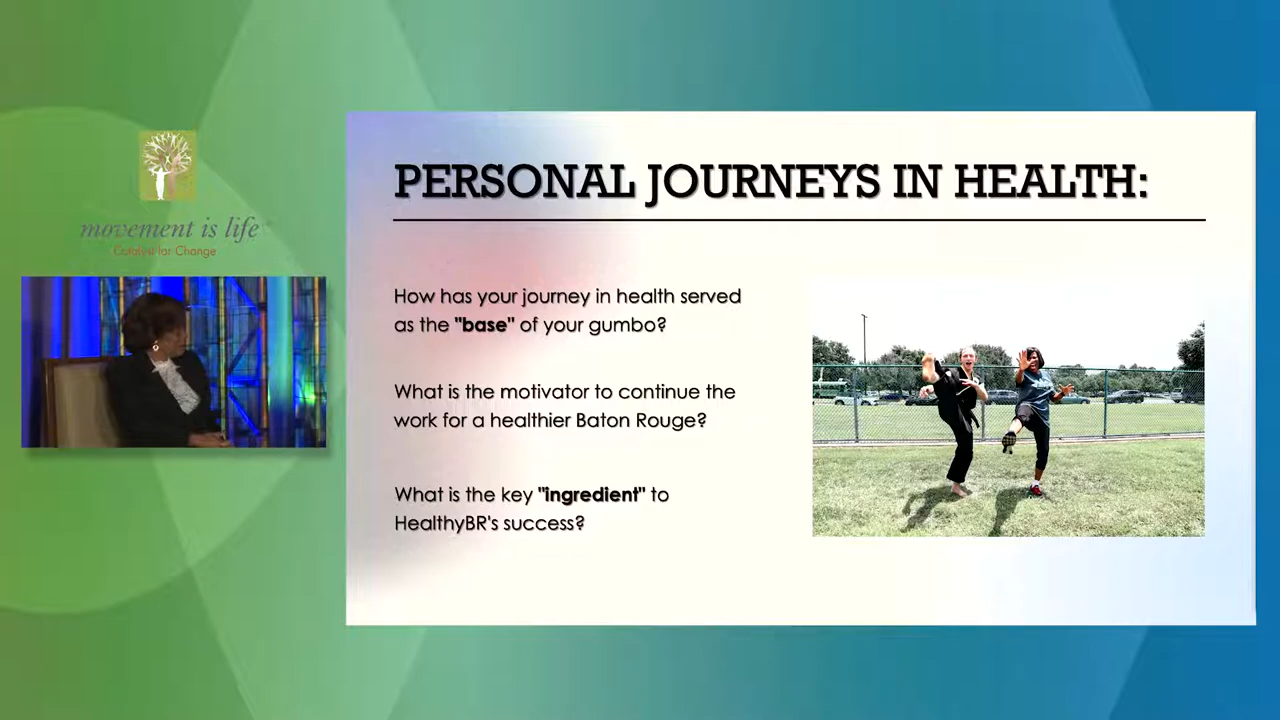 movement is life
Catalyst for Change
PERSONAL JOURNEYS IN HEALTH:
How has your journey in health served
as the "base" of your gumbo?
What is the motivator to continue the
work for a healthier Baton Rouge?
What is the key "ingredient" to
HealthyBR's success?